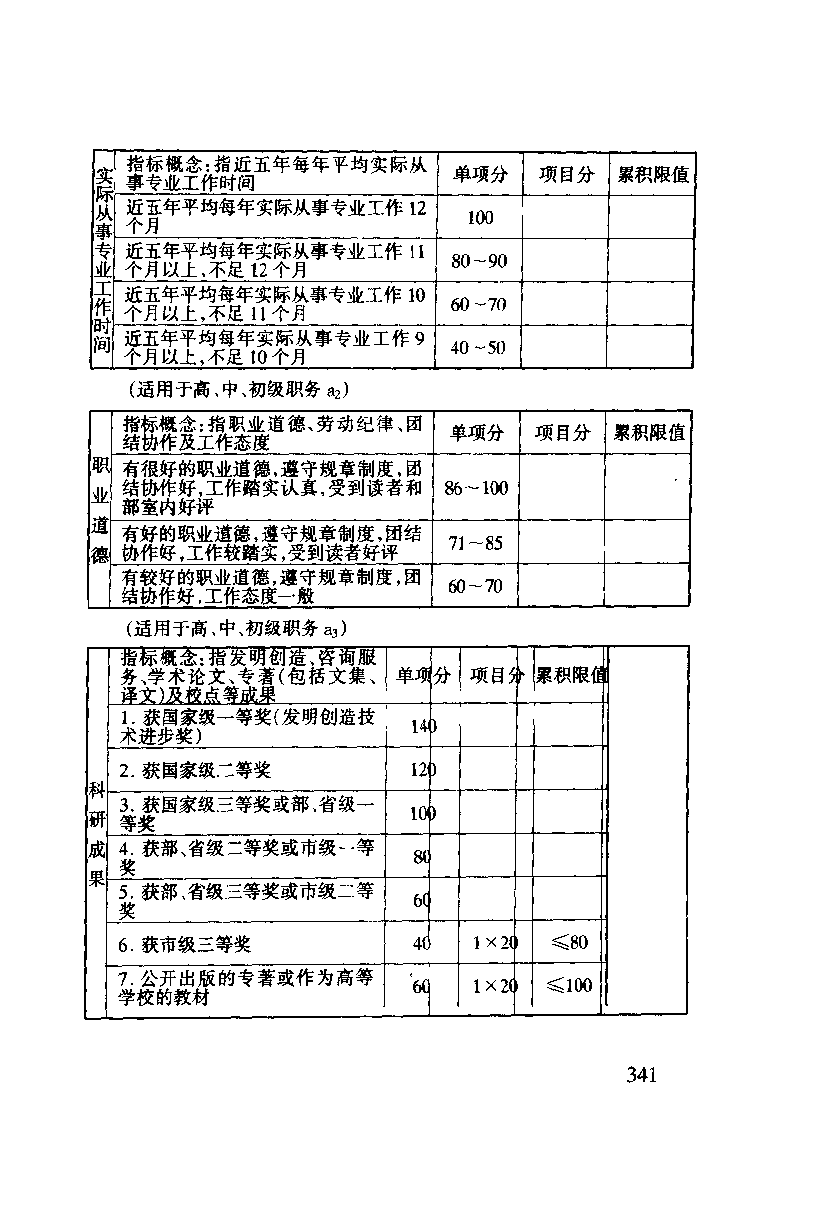 实际从事专业工作时间
指标概念:指近五年每年平均实际从 单项分 项目分 累积限值
事专业工作时间
近五年平均每年实际从事专业工作12 100
个月
近五年平均每年实际从事专业工作11 80~90
个月以上,不足12个月
近五年平均每年实际从事专业工作10 60~70
个月以上,不足11个月
近五年平均每年实际从事专业工作9 40~50
个月以上,不足10个月
(适用于高、中、初级职务a₂)
职业道德
指标概念:指职业道德、劳动纪律、团 单项分 项目分 累积限值
结协作及工作态度
有很好的职业道德,遵守规章制度,团
结协作好,工作踏实认真,受到读者和 86~100
部室内好评
有好的职业道德,遵守规章制度,团结 71~85
协作好,工作较踏实,受到读者好评
有较好的职业道德,遵守规章制度,团 60~70
结协作好,工作态度一般
(适用于高、中、初级职务a₃)
科研成果
指标概念:指发明创造、咨询服
务、学术论文、专著(包括文集、 单项分 项目分 累积限值
译文)及校点等成果
1. 获国家级一等奖(发明创造技 140
术进步奖)
2. 获国家级二等奖 120
3. 获国家级三等奖或部、省级一 100
等奖
4. 获部、省级二等奖或市级一等 80
奖
5. 获部、省级三等奖或市级二等 60
奖
6. 获市级三等奖 40 1×20 ≤80
7. 公开出版的专著或作为高等 60 1×20 ≤100
学校的教材
341